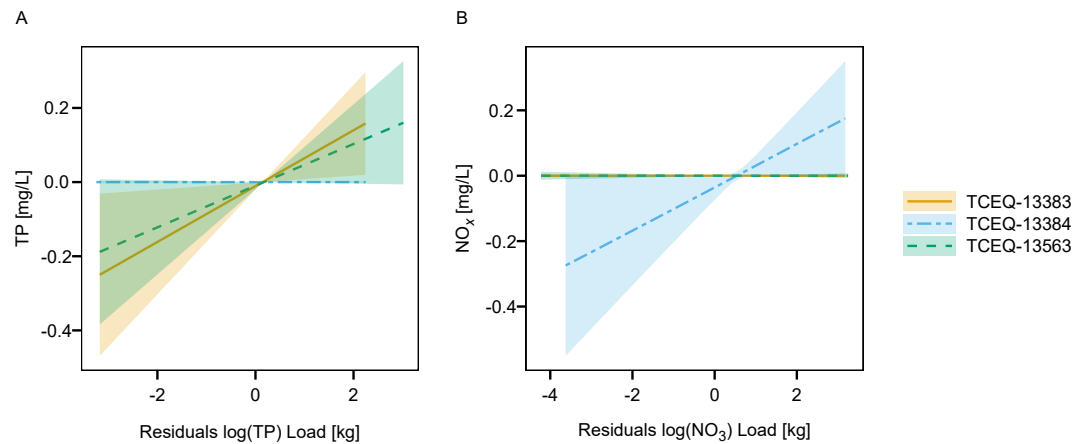 A
B
TP [mg/L]
0.2
0.0
-0.2
-0.4
-2
0
2
Residuals log(TP) Load [kg]
NOx [mg/L]
0.2
0.0
-0.2
-0.4
-4
-2
0
2
Residuals log(NO3) Load [kg]
TCEQ-13383
TCEQ-13384
TCEQ-13563